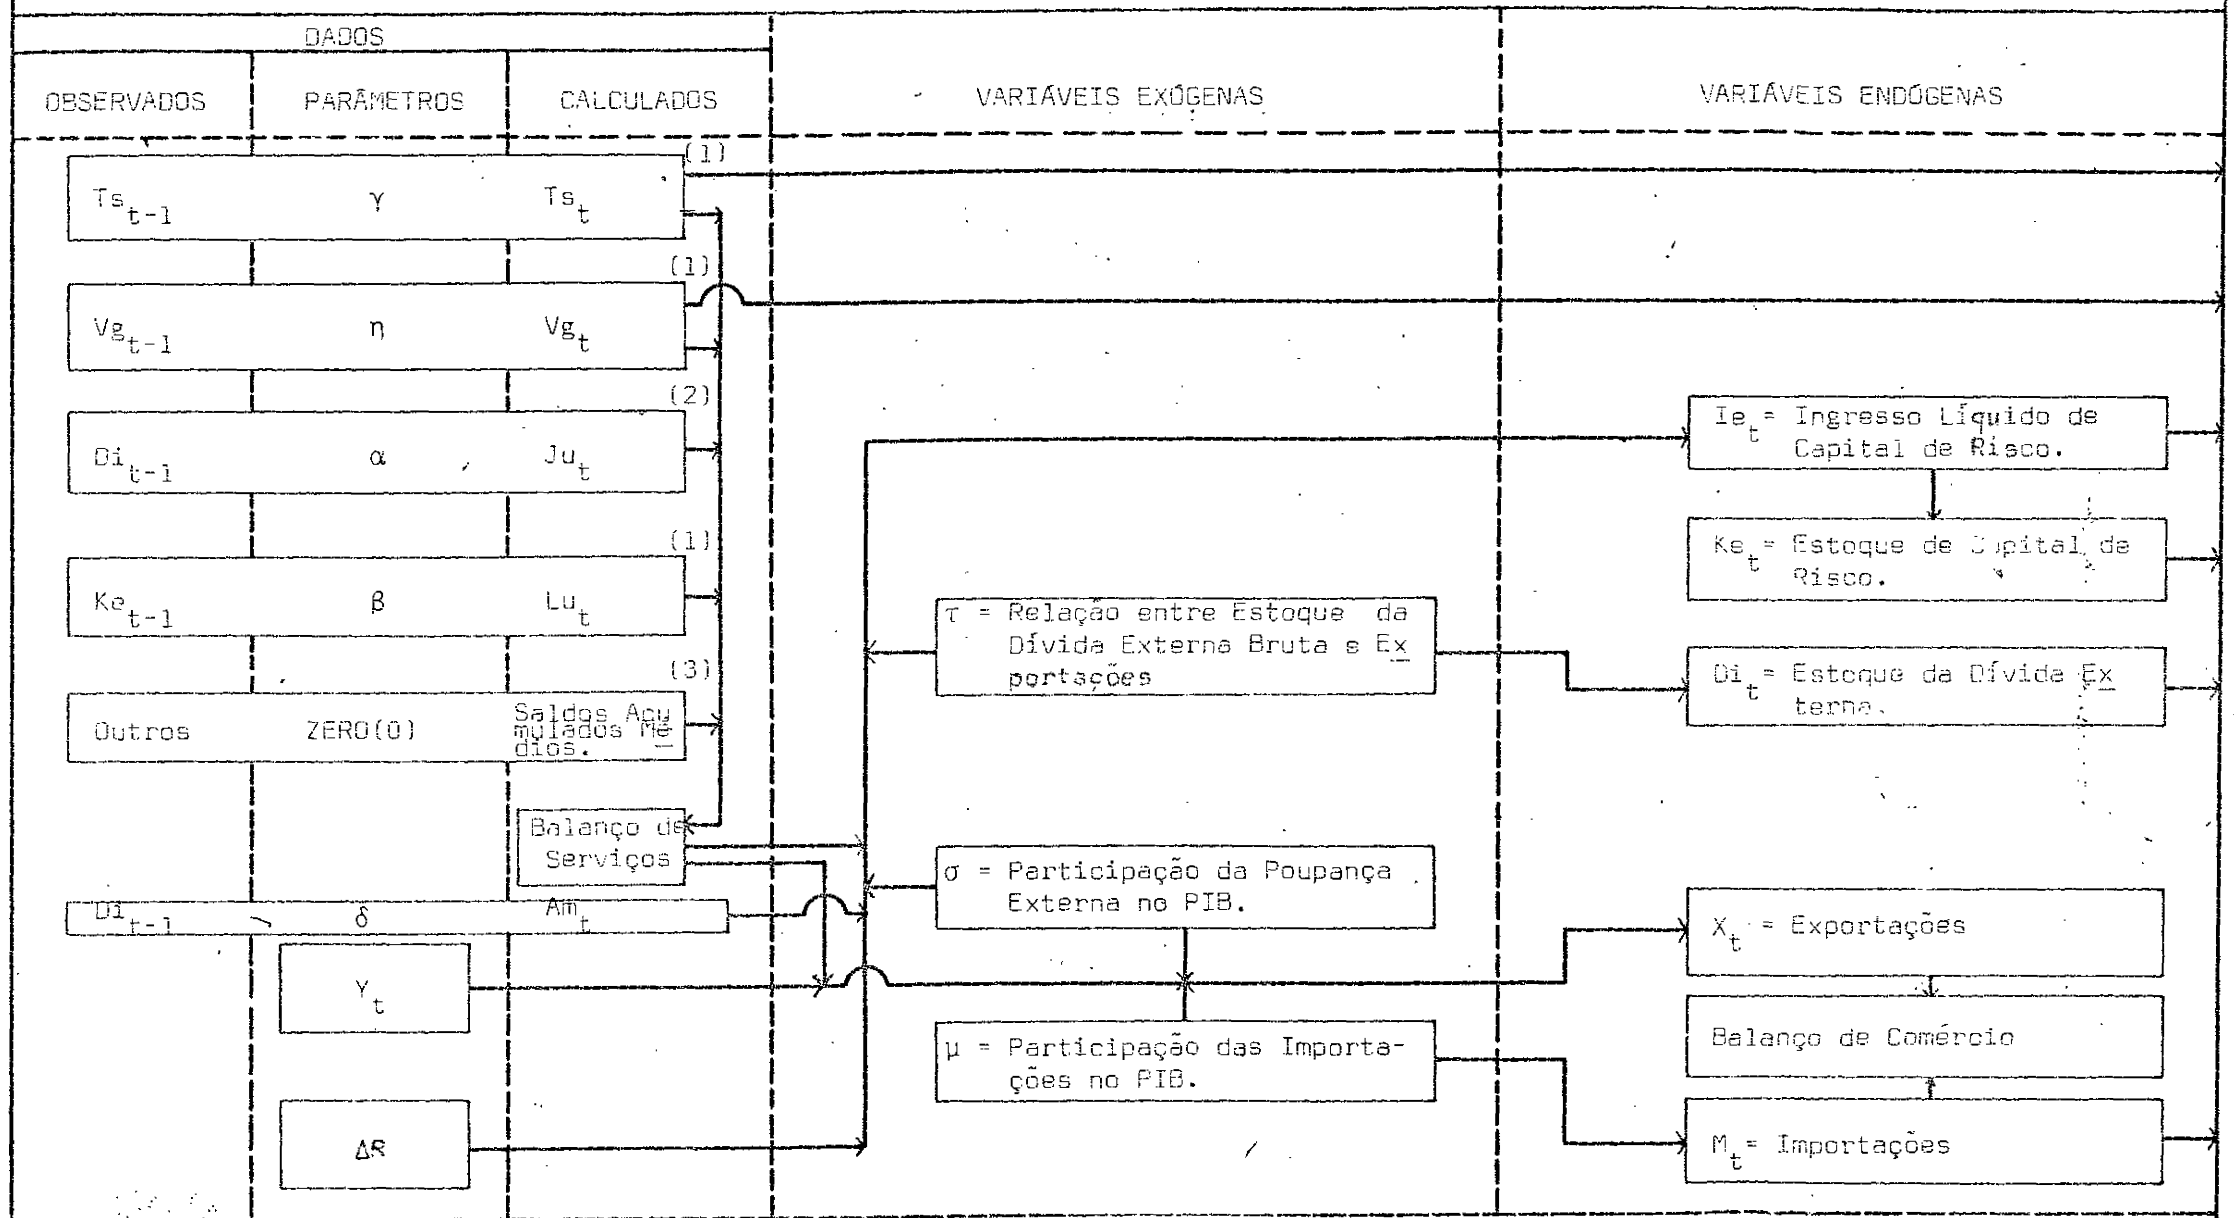 DADOS
OBSERVADOS PARÂMETROS CALCULADOS VARIÁVEIS EXÓGENAS VARIÁVEIS ENDÓGENAS
(1)
Ts t-1 γ Ts t
(1)
Vg t-1 η Vg t
(2)
Di t-1 α Ju t
(1)
Ke t-1 β Lu t
(3)
Outros ZERO(0) Saldos Acu
mulados Mé
dios.
Balanço de
Serviços
Di t-1 δ Am t
Y t
ΔR
τ = Relação entre Estoque da
Dívida Externa Bruta e Ex
portações
σ = Participação da Poupança
Externa no PIB.
μ = Participação das Importa-
ções no PIB.
Ie t = Ingresso Líquido de
Capital de Risco.
Ke t = Estoque de Capital de
Risco.
Di t = Estoque da Dívida Ex
terna.
X t = Exportações
Balanço de Comércio
M t = Importações